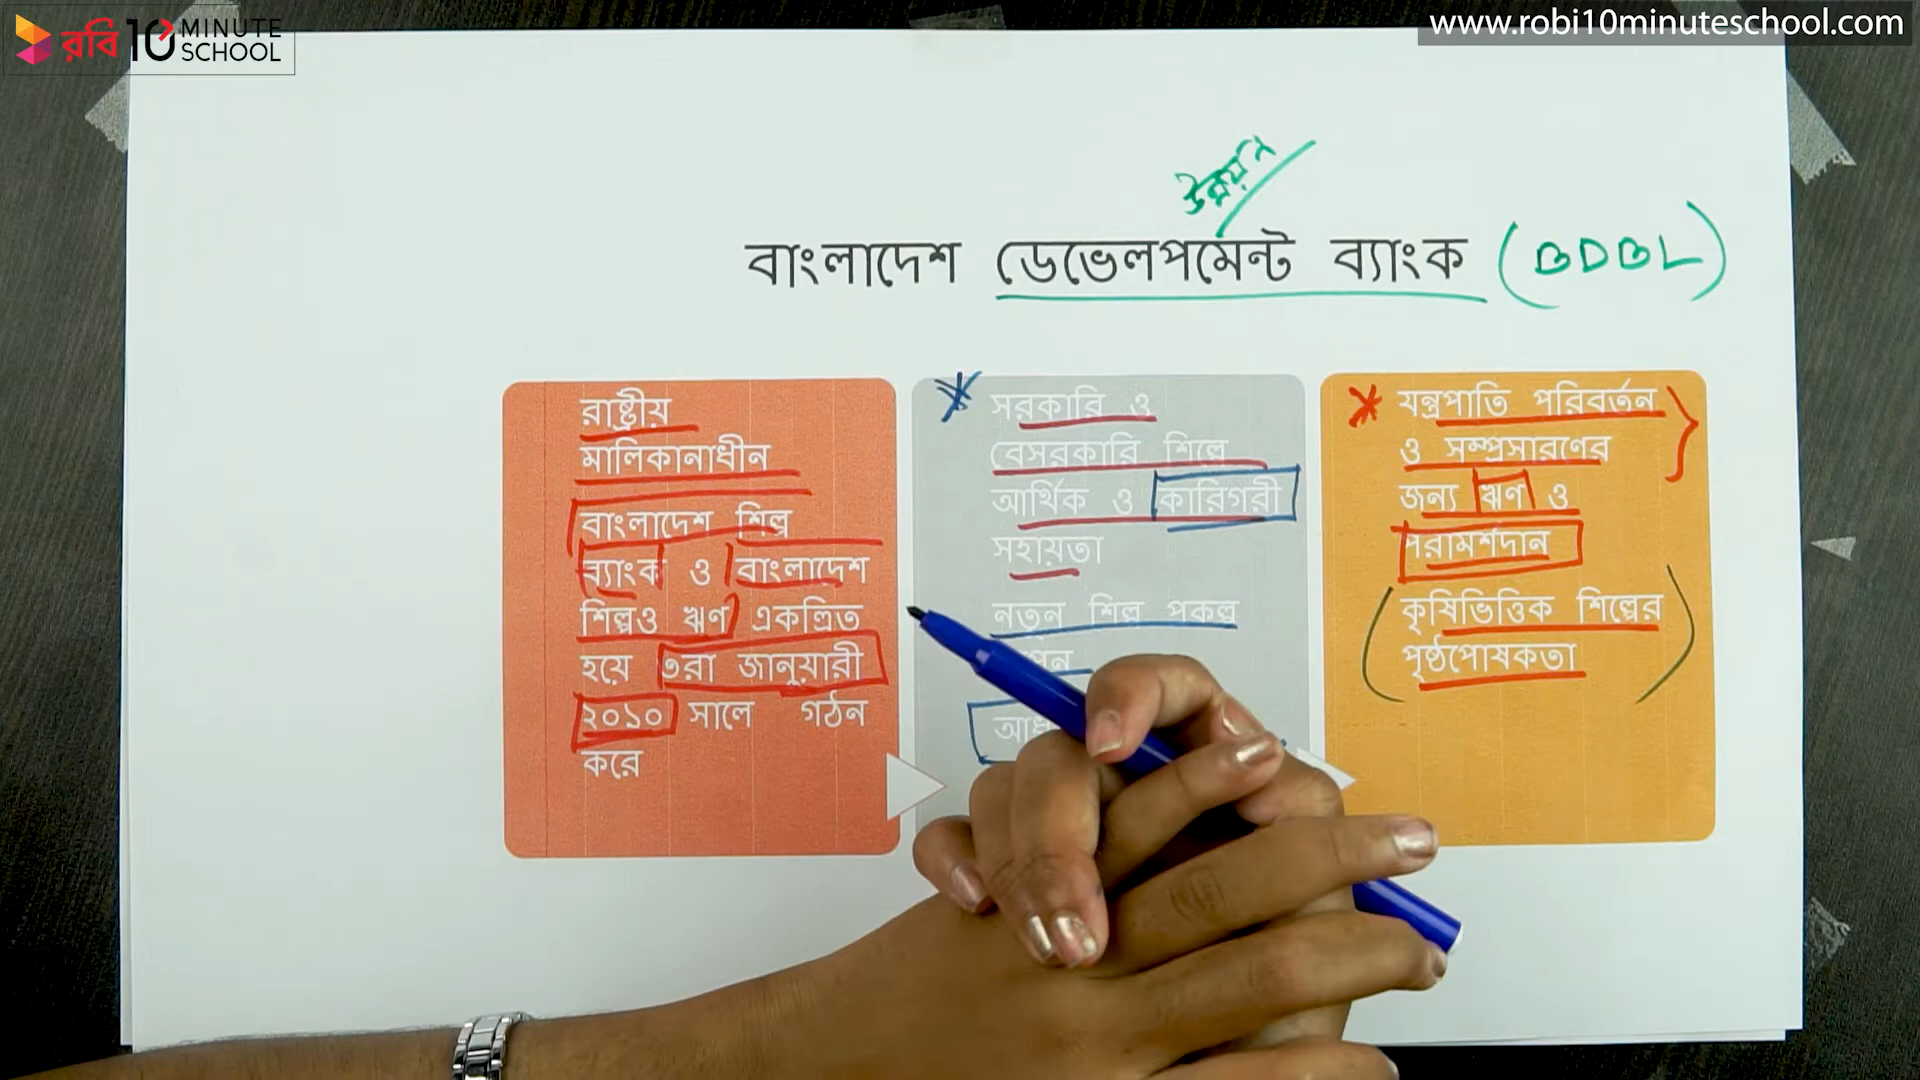 রবি 10 MINUTE SCHOOL
www.robi10minuteschool.com
উন্নয়ন
বাংলাদেশ ডেভেলপমেন্ট ব্যাংক (BDBL)
রাষ্ট্রীয়
মালিকানাধীন
বাংলাদেশ শিল্প
ব্যাংক ও বাংলাদেশ
শিল্পও ঋণ একত্রিত
হয়ে ৩রা জানুয়ারী
২০১০ সালে গঠন
করে
সরকারি ও
বেসরকারি শিল্পে
আর্থিক ও কারিগরী
সহায়তা
নতুন শিল্প পকল্প
যন্ত্রপাতি পরিবর্তন
ও সম্প্রসারণের
জন্য ঋণ ও
পরামর্শদান
কৃষিভিত্তিক শিল্পের
পৃষ্ঠপোষকতা